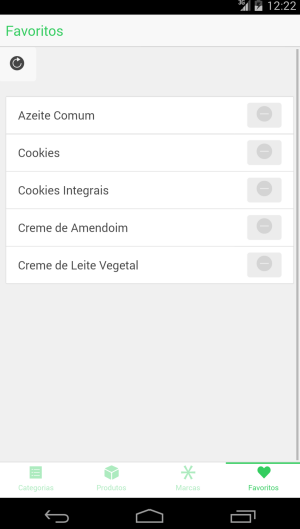 3G 12:22
Favoritos
Azeite Comum
Cookies
Cookies Integrais
Creme de Amendoim
Creme de Leite Vegetal
Categorias Produtos Marcas Favoritos